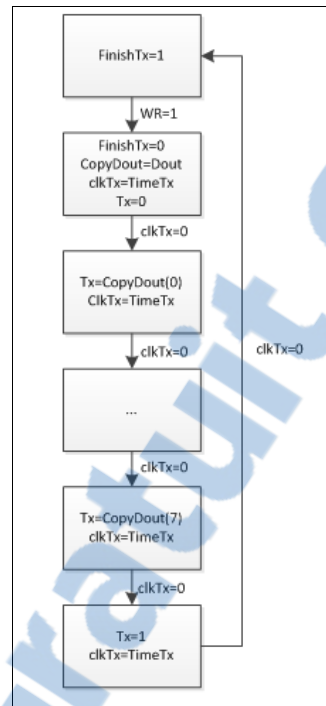 FinishTx=1
WR=1
FinishTx=0
CopyDout=Dout
clkTx=TimeTx
Tx=0
clkTx=0
Tx=CopyDout(0)
ClkTx=TimeTx
clkTx=0
clkTx=0
...
clkTx=0
Tx=CopyDout(7)
clkTx=TimeTx
clkTx=0
Tx=1
clkTx=TimeTx